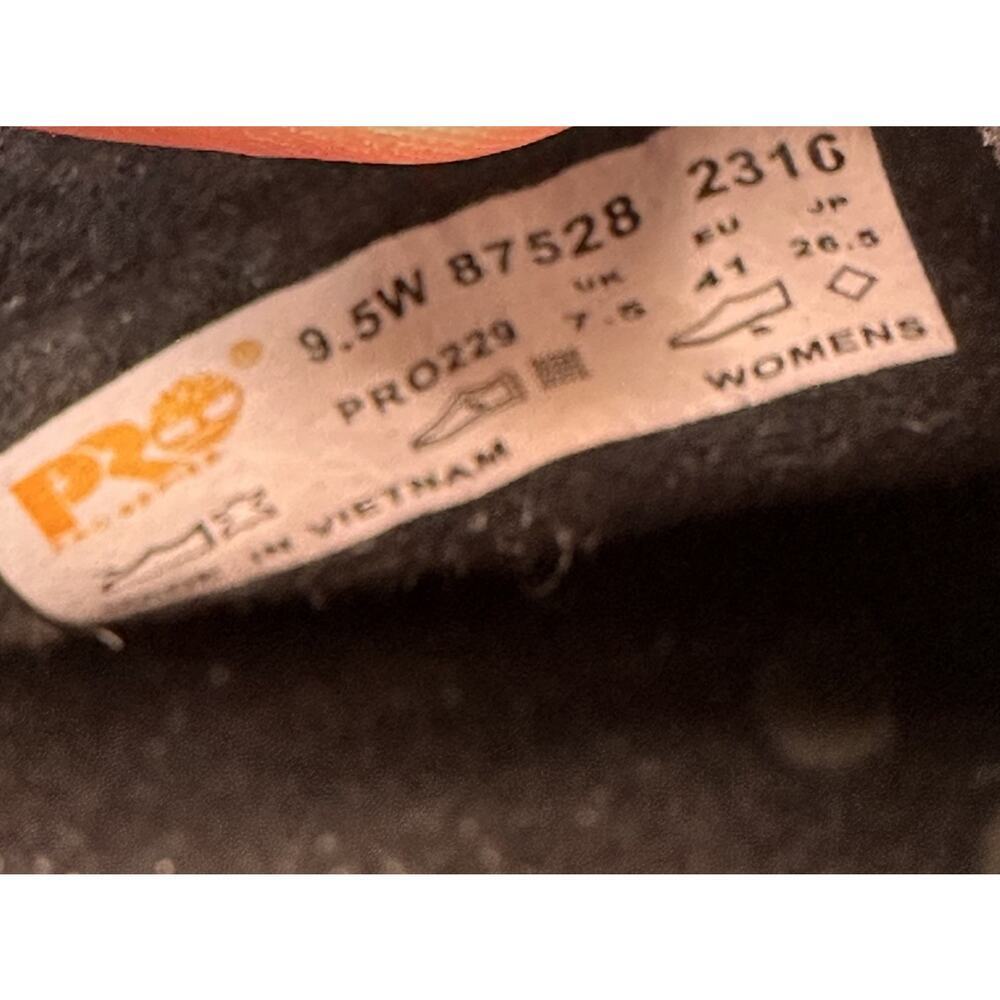 PRO®
9.5W 87528 2316
PRO229 UK EU JP
7.5 41 26.5
IN VIETNAM WOMENS